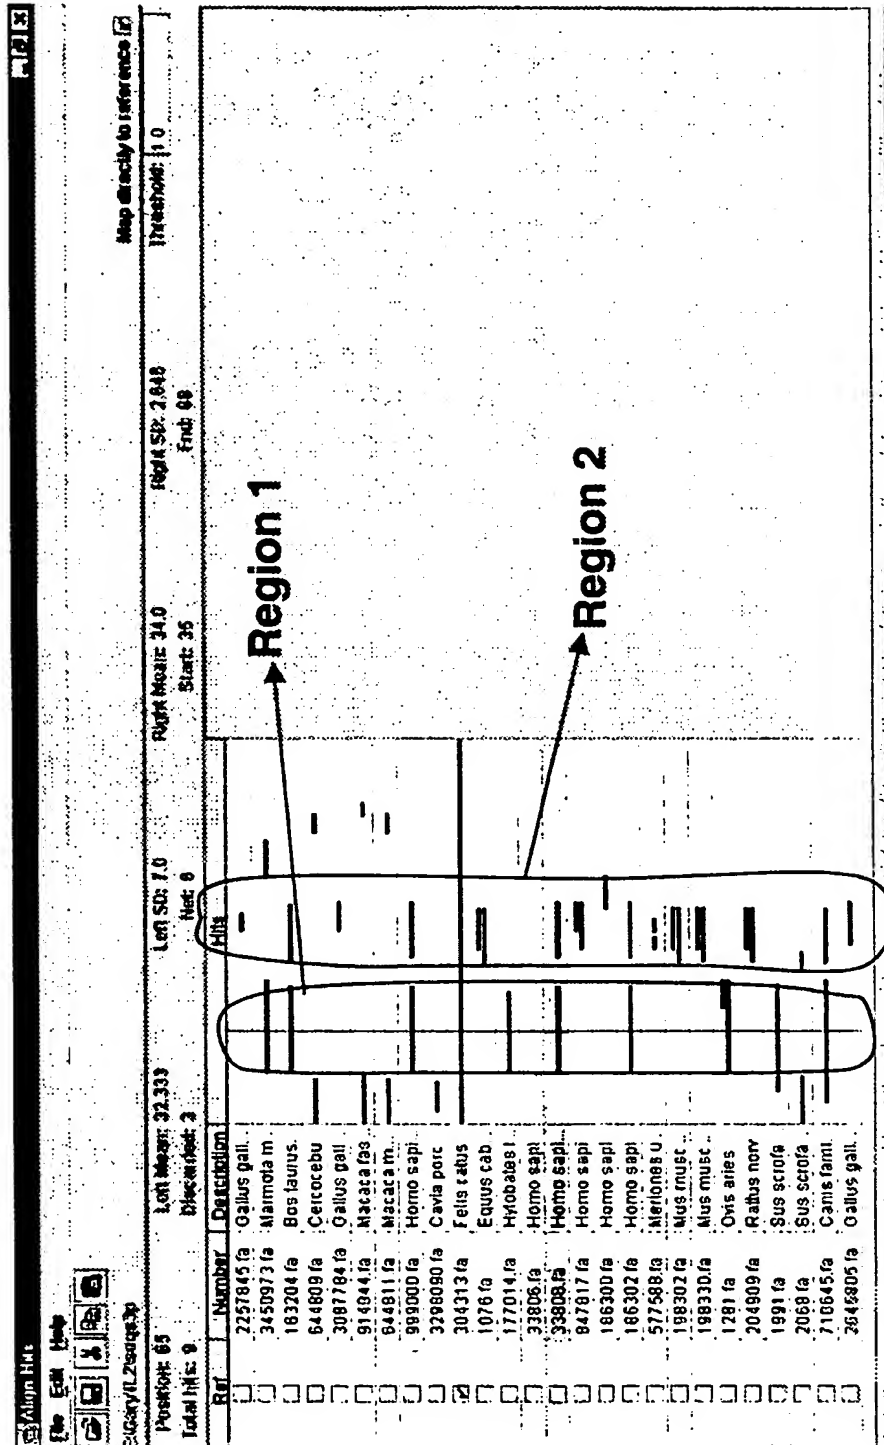 Align Hits
File Edit Help
Map directly to reference
Position: 65 Left Mean: 32.333 Left SD: 7.0 Right Mean: 34.0 Right SD: 2.646 Threshold: 1.0
Total hits: 9 Discarded: 3 Net: 6 Start: 35 End: 99
Ref Number Description Hits
2257845.fa Gallus gall...
3450973.fa Marmota m...
163204.fa Bos taurus...
644809.fa Cercocebu
3087784.fa Gallus gall...
914044.fa Macaca fas...
644811.fa Macaca m...
999000.fa Homo sapi...
3298090.fa Cavia porc
304313.fa Felis catus
1076.fa Equus cab...
177014.fa Hylobates l...
33806.fa Homo sapi
33808.fa Homo sapi...
847817.fa Homo sapi
186300.fa Homo sapi
186302.fa Homo sapi
577588.fa Meriones u...
198302.fa Mus musc...
198330.fa Mus musc...
1281.fa Ovis aries
204909.fa Rattus norv
1991.fa Sus scrofa
2068.fa Sus scrofa
710645.fa Canis famil...
2646805.fa Gallus gall...
Region 1
Region 2